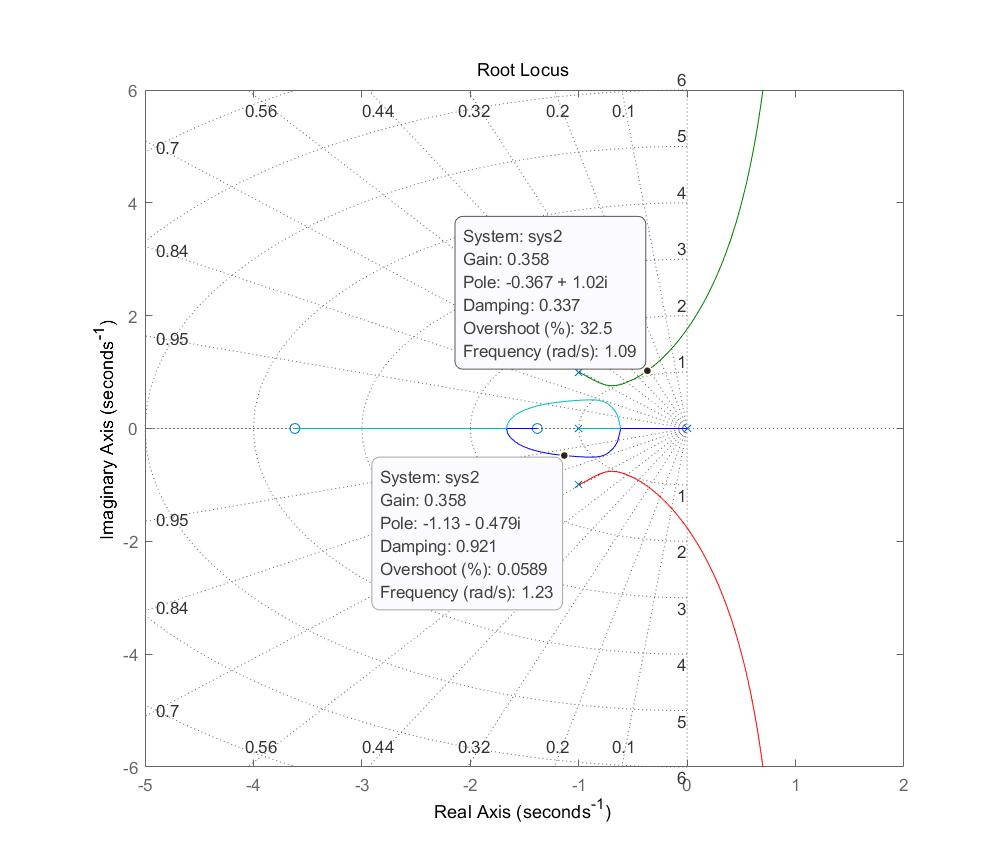 Root Locus
6
0.56 0.44 0.32 0.2 0.1
6
0.7
5
4
4
0.84
3
2
2
0.95
1
System: sys2
Gain: 0.358
Pole: -0.367 + 1.02i
Damping: 0.337
Overshoot (%): 32.5
Frequency (rad/s): 1.09
0
Imaginary Axis (seconds-1)
System: sys2
Gain: 0.358
Pole: -1.13 - 0.479i
Damping: 0.921
Overshoot (%): 0.0589
Frequency (rad/s): 1.23
1
0.95
-2
2
0.84
3
-4
4
0.7
5
0.56 0.44 0.32 0.2 0.1
-6
6
-5 -4 -3 -2 -1 0 1 2
Real Axis (seconds-1)